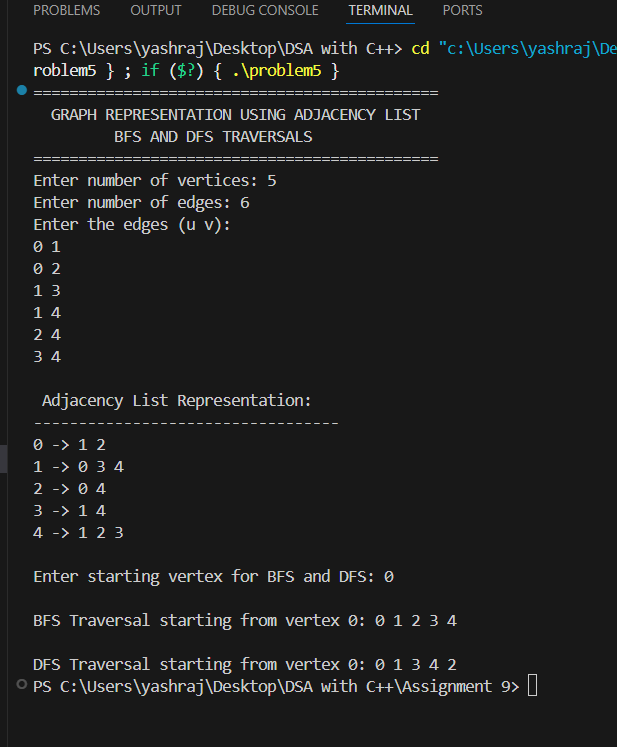 PROBLEMS OUTPUT DEBUG CONSOLE TERMINAL PORTS
PS C:\Users\yashraj\Desktop\DSA with C++> cd "c:\Users\yashraj\De
roblem5 } ; if ($?) { .\problem5 }
=============================================
GRAPH REPRESENTATION USING ADJACENCY LIST
BFS AND DFS TRAVERSALS
=============================================
Enter number of vertices: 5
Enter number of edges: 6
Enter the edges (u v):
0 1
0 2
1 3
1 4
2 4
3 4
Adjacency List Representation:
----------------------------------
0 -> 1 2
1 -> 0 3 4
2 -> 0 4
3 -> 1 4
4 -> 1 2 3
Enter starting vertex for BFS and DFS: 0
BFS Traversal starting from vertex 0: 0 1 2 3 4
DFS Traversal starting from vertex 0: 0 1 3 4 2
PS C:\Users\yashraj\Desktop\DSA with C++\Assignment 9>